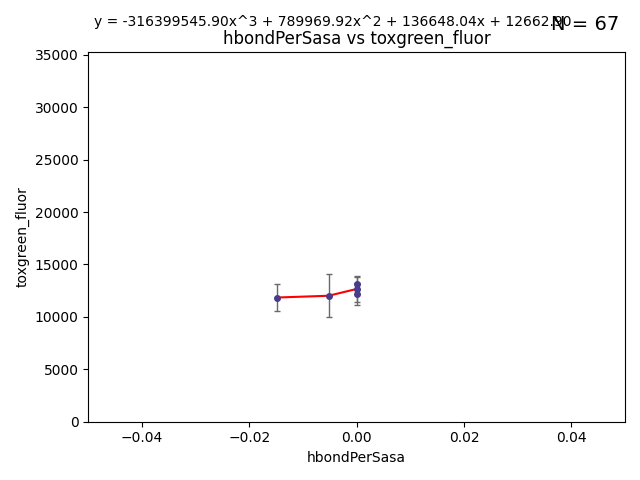 y = -316399545.90x^3 + 789969.92x^2 + 136648.04x + 12662.90
N = 67
hbondPerSasa vs toxgreen_fluor
35000
30000
25000
20000
15000
10000
5000
0
toxgreen_fluor
−0.04
−0.02
0.00
0.02
0.04
hbondPerSasa